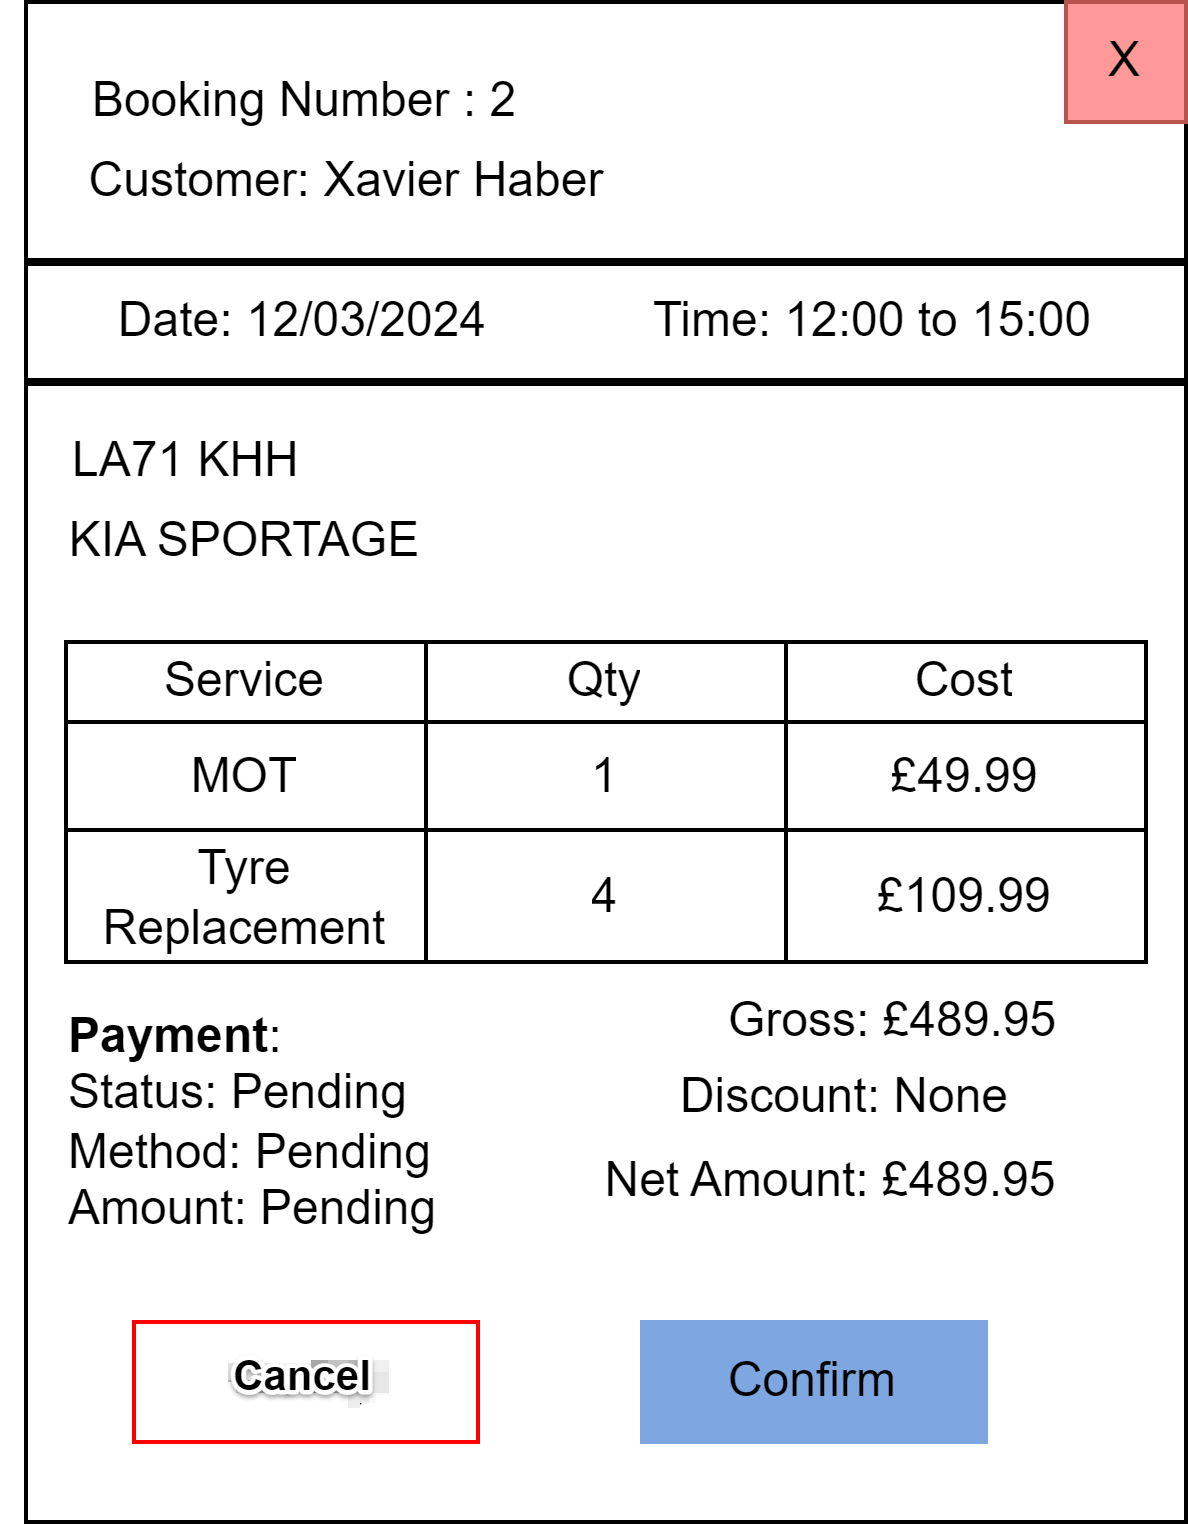 X
Booking Number : 2
Customer: Xavier Haber
Date: 12/03/2024 Time: 12:00 to 15:00
LA71 KHH
KIA SPORTAGE
Service Qty Cost
MOT 1 £49.99
Tyre
Replacement 4 £109.99
Payment:
Status: Pending
Method: Pending
Amount: Pending
Gross: £489.95
Discount: None
Net Amount: £489.95
Cancel Confirm